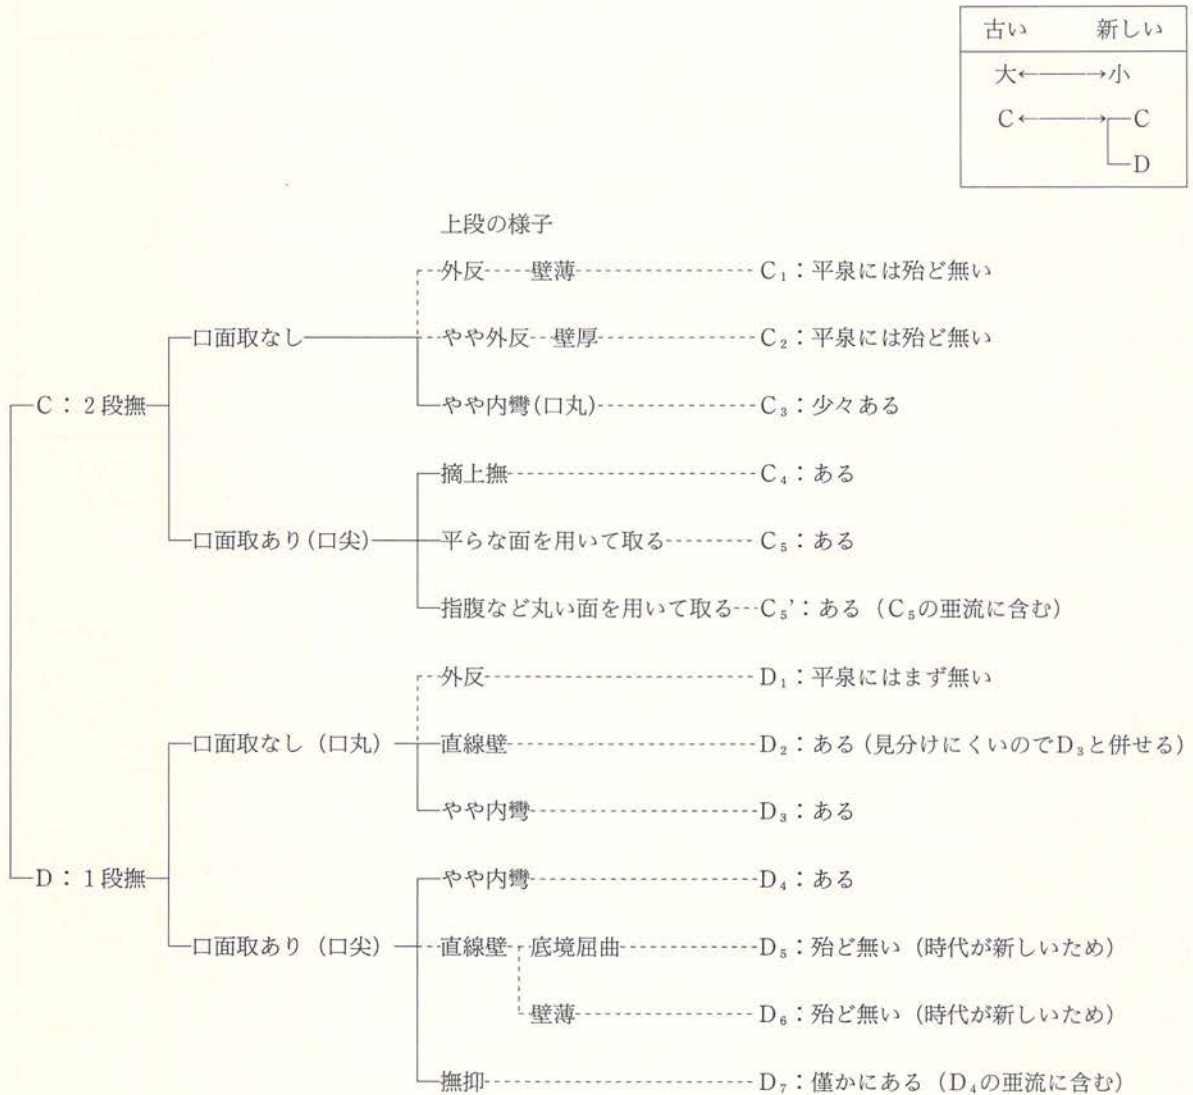 古い 新しい
大←→小
C←→C
D
上段の様子
外反 壁薄 C₁：平泉には殆ど無い
口面取なし やや外反 壁厚 C₂：平泉には殆ど無い
C：2段撫 やや内彎(口丸) C₃：少々ある
摘上撫 C₄：ある
口面取あり(口尖) 平らな面を用いて取る C₅：ある
指腹など丸い面を用いて取る C₅'：ある（C₅の亜流に含む）
外反 D₁：平泉にはまず無い
口面取なし（口丸） 直線壁 D₂：ある（見分けにくいのでD₃と併せる）
やや内彎 D₃：ある
D：1段撫 やや内彎 D₄：ある
口面取あり（口尖） 直線壁 底境屈曲 D₅：殆ど無い（時代が新しいため）
壁薄 D₆：殆ど無い（時代が新しいため）
撫抑 D₇：僅かにある（D₄の亜流に含む）